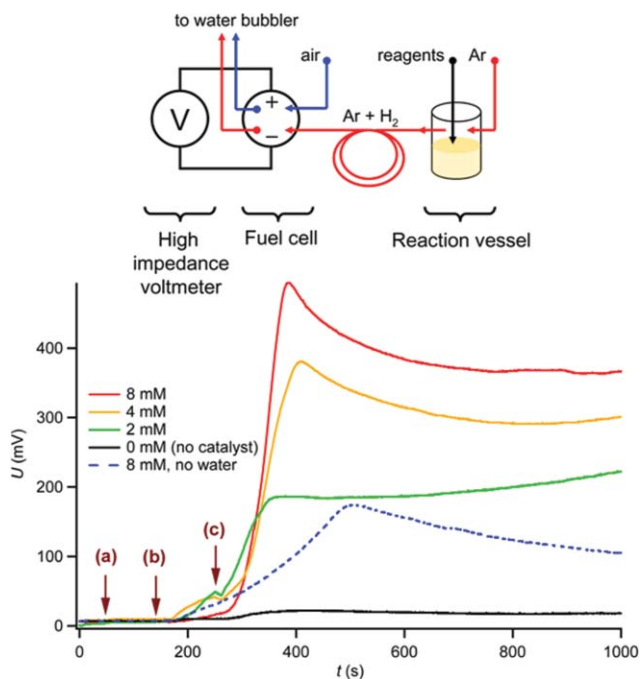 to water bubbler
air
reagents
Ar
V
+
−
Ar + H₂
High
impedance
voltmeter
Fuel cell
Reaction vessel
U (mV)
400
300
200
100
0
8 mM
4 mM
2 mM
0 mM (no catalyst)
8 mM, no water
(a)
(b)
(c)
0
200
400
600
800
1000
t (s)